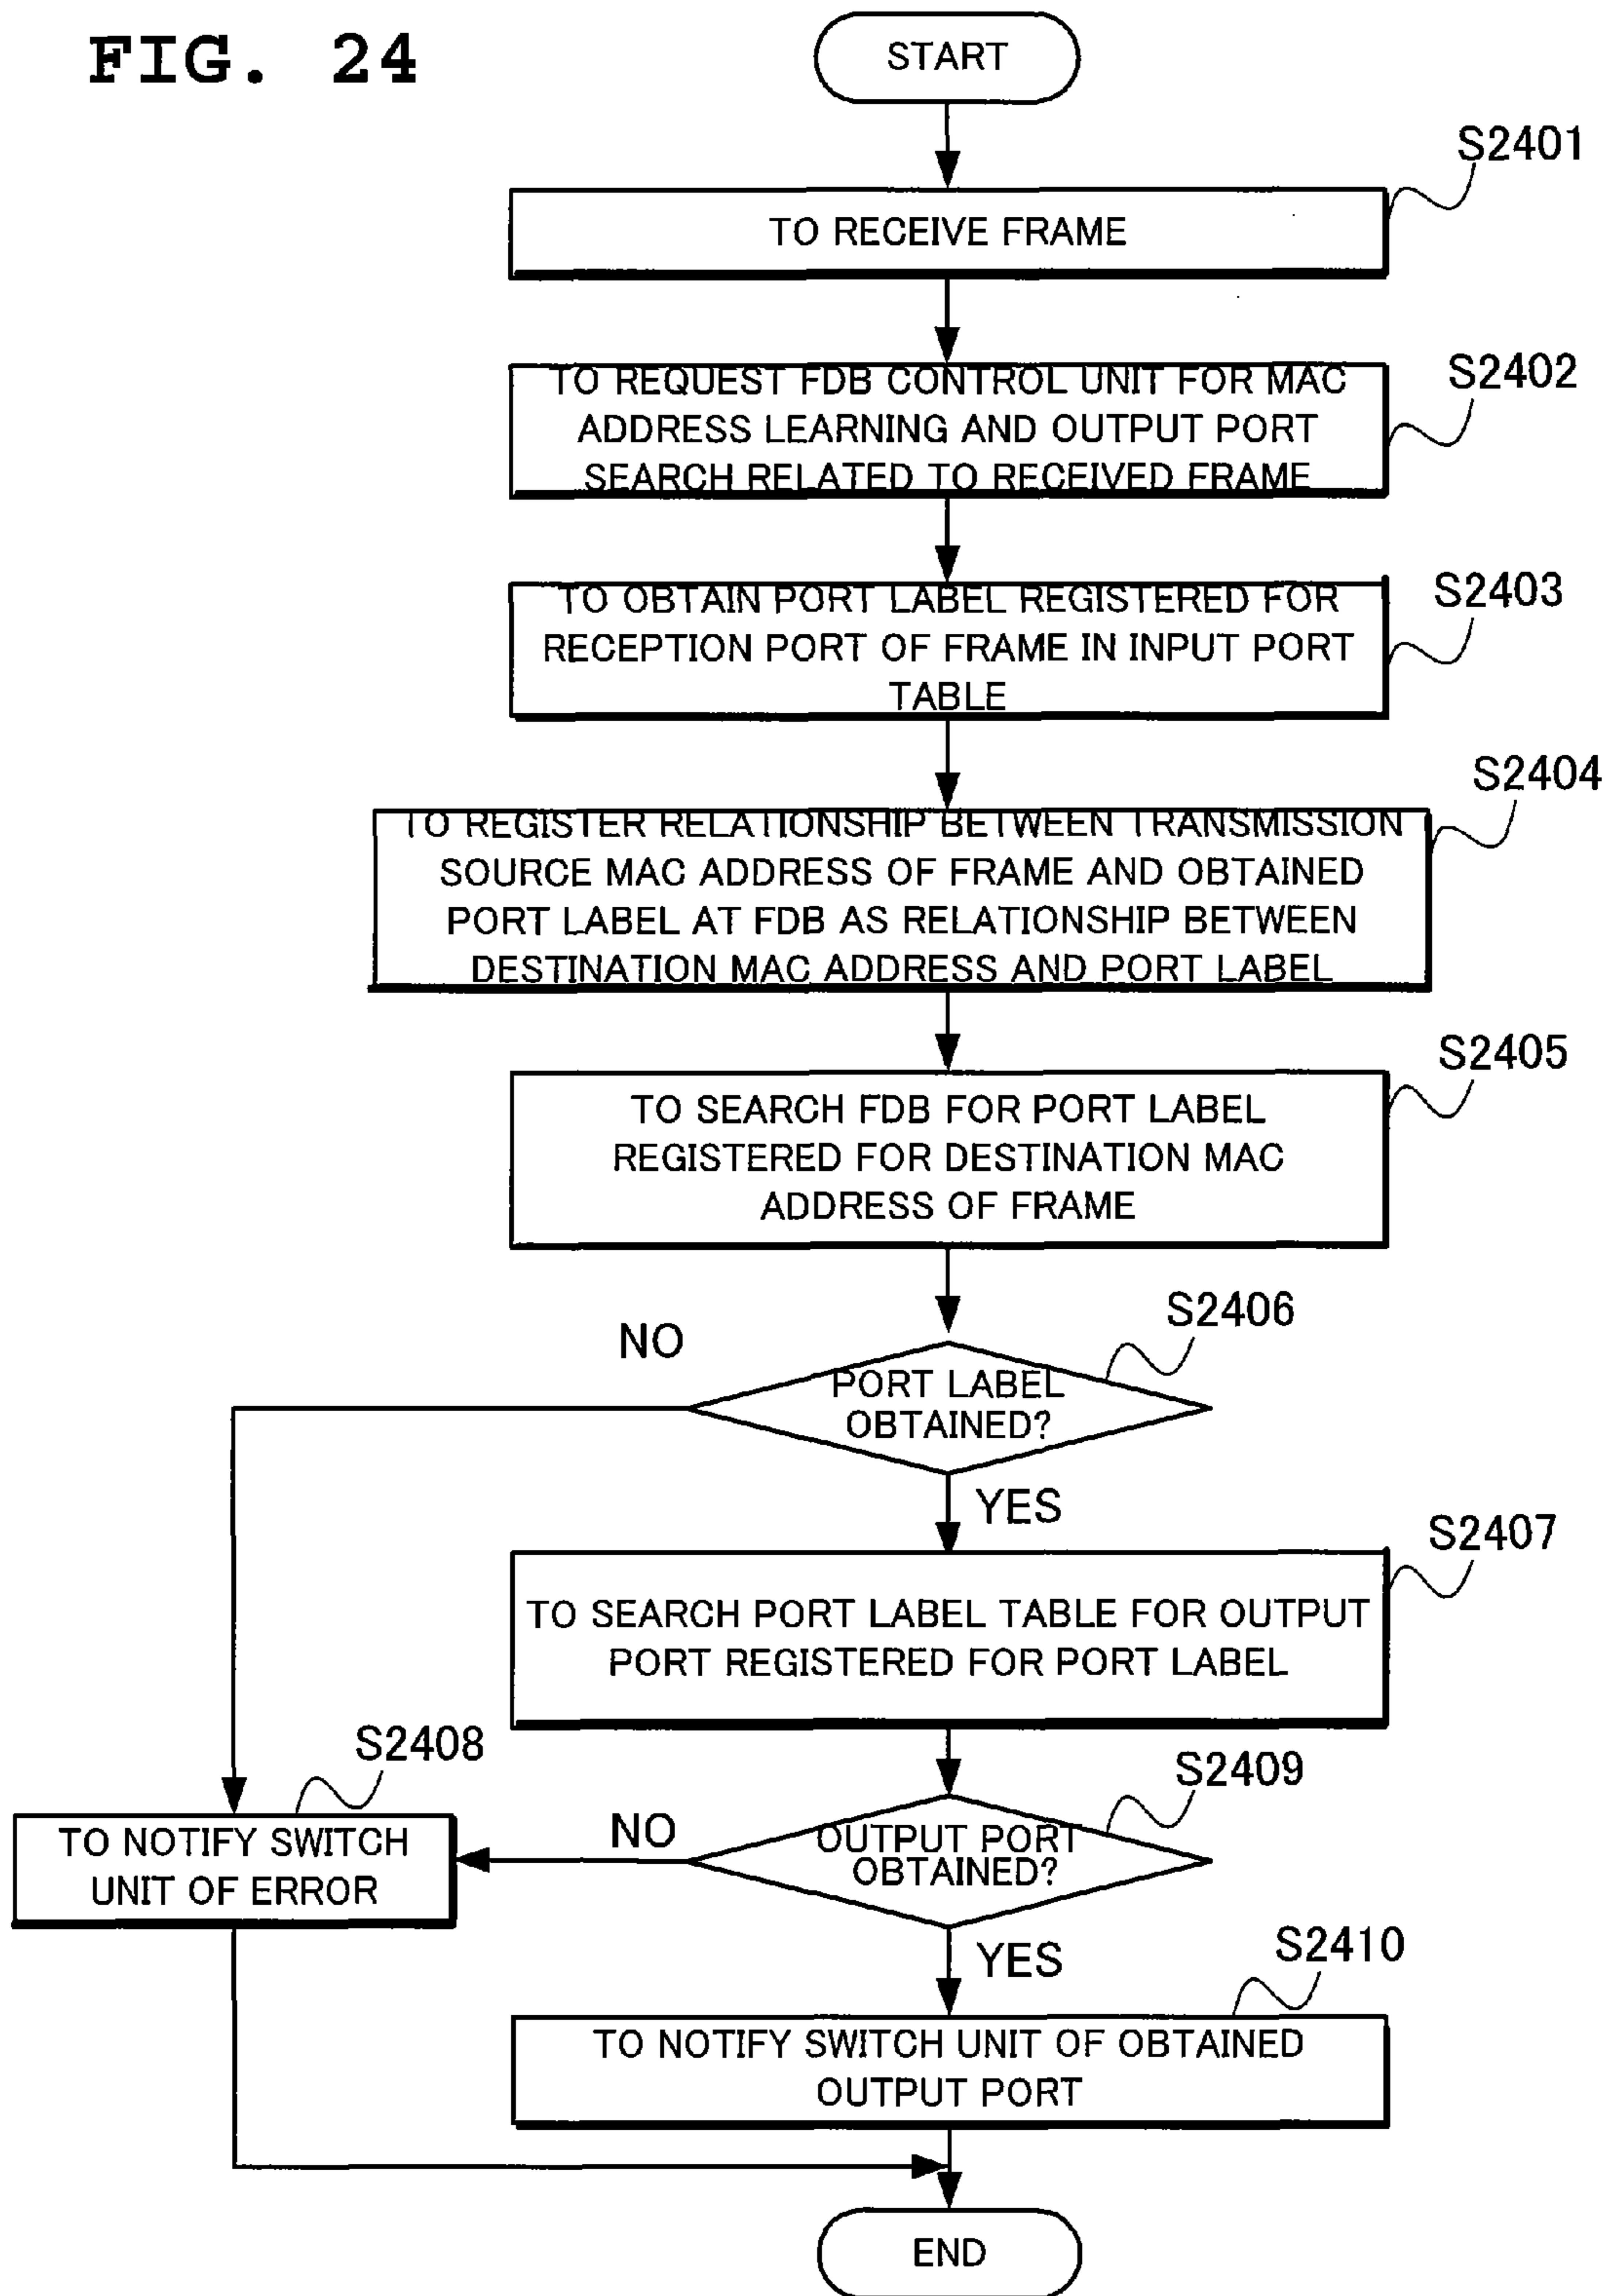 FIG. 24
START
S2401
TO RECEIVE FRAME
S2402
TO REQUEST FDB CONTROL UNIT FOR MAC
ADDRESS LEARNING AND OUTPUT PORT
SEARCH RELATED TO RECEIVED FRAME
S2403
TO OBTAIN PORT LABEL REGISTERED FOR
RECEPTION PORT OF FRAME IN INPUT PORT
TABLE
S2404
TO REGISTER RELATIONSHIP BETWEEN TRANSMISSION
SOURCE MAC ADDRESS OF FRAME AND OBTAINED
PORT LABEL AT FDB AS RELATIONSHIP BETWEEN
DESTINATION MAC ADDRESS AND PORT LABEL
S2405
TO SEARCH FDB FOR PORT LABEL
REGISTERED FOR DESTINATION MAC
ADDRESS OF FRAME
S2406
NO
PORT LABEL
OBTAINED?
YES
S2407
TO SEARCH PORT LABEL TABLE FOR OUTPUT
PORT REGISTERED FOR PORT LABEL
S2408
TO NOTIFY SWITCH
UNIT OF ERROR
S2409
NO
OUTPUT PORT
OBTAINED?
YES
S2410
TO NOTIFY SWITCH UNIT OF OBTAINED
OUTPUT PORT
END